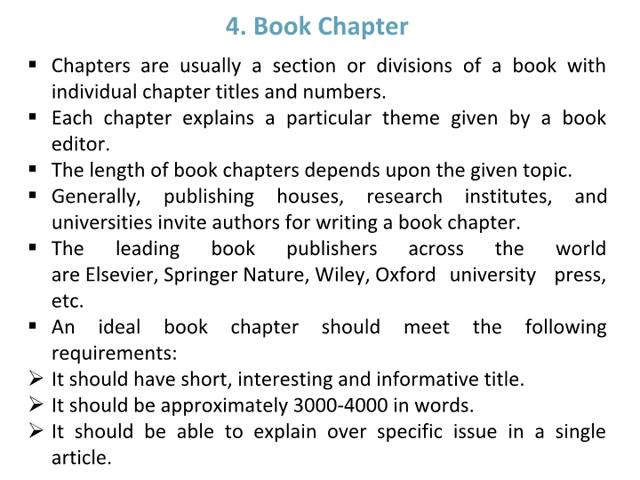 4. Book Chapter
▪ Chapters are usually a section or divisions of a book with
individual chapter titles and numbers.
▪ Each chapter explains a particular theme given by a book
editor.
▪ The length of book chapters depends upon the given topic.
▪ Generally, publishing houses, research institutes, and
universities invite authors for writing a book chapter.
▪ The leading book publishers across the world
are Elsevier, Springer Nature, Wiley, Oxford university press,
etc.
▪ An ideal book chapter should meet the following
requirements:
➢ It should have short, interesting and informative title.
➢ It should be approximately 3000-4000 in words.
➢ It should be able to explain over specific issue in a single
article.